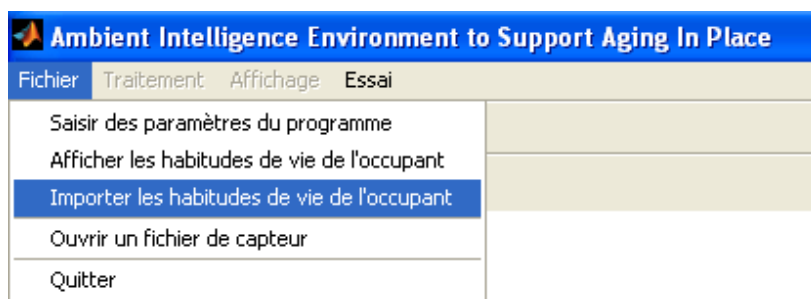 Ambient Intelligence Environment to Support Aging In Place
Fichier Traitement Affichage Essai
Saisir des paramètres du programme
Afficher les habitudes de vie de l'occupant
Importer les habitudes de vie de l'occupant
Ouvrir un fichier de capteur
Quitter